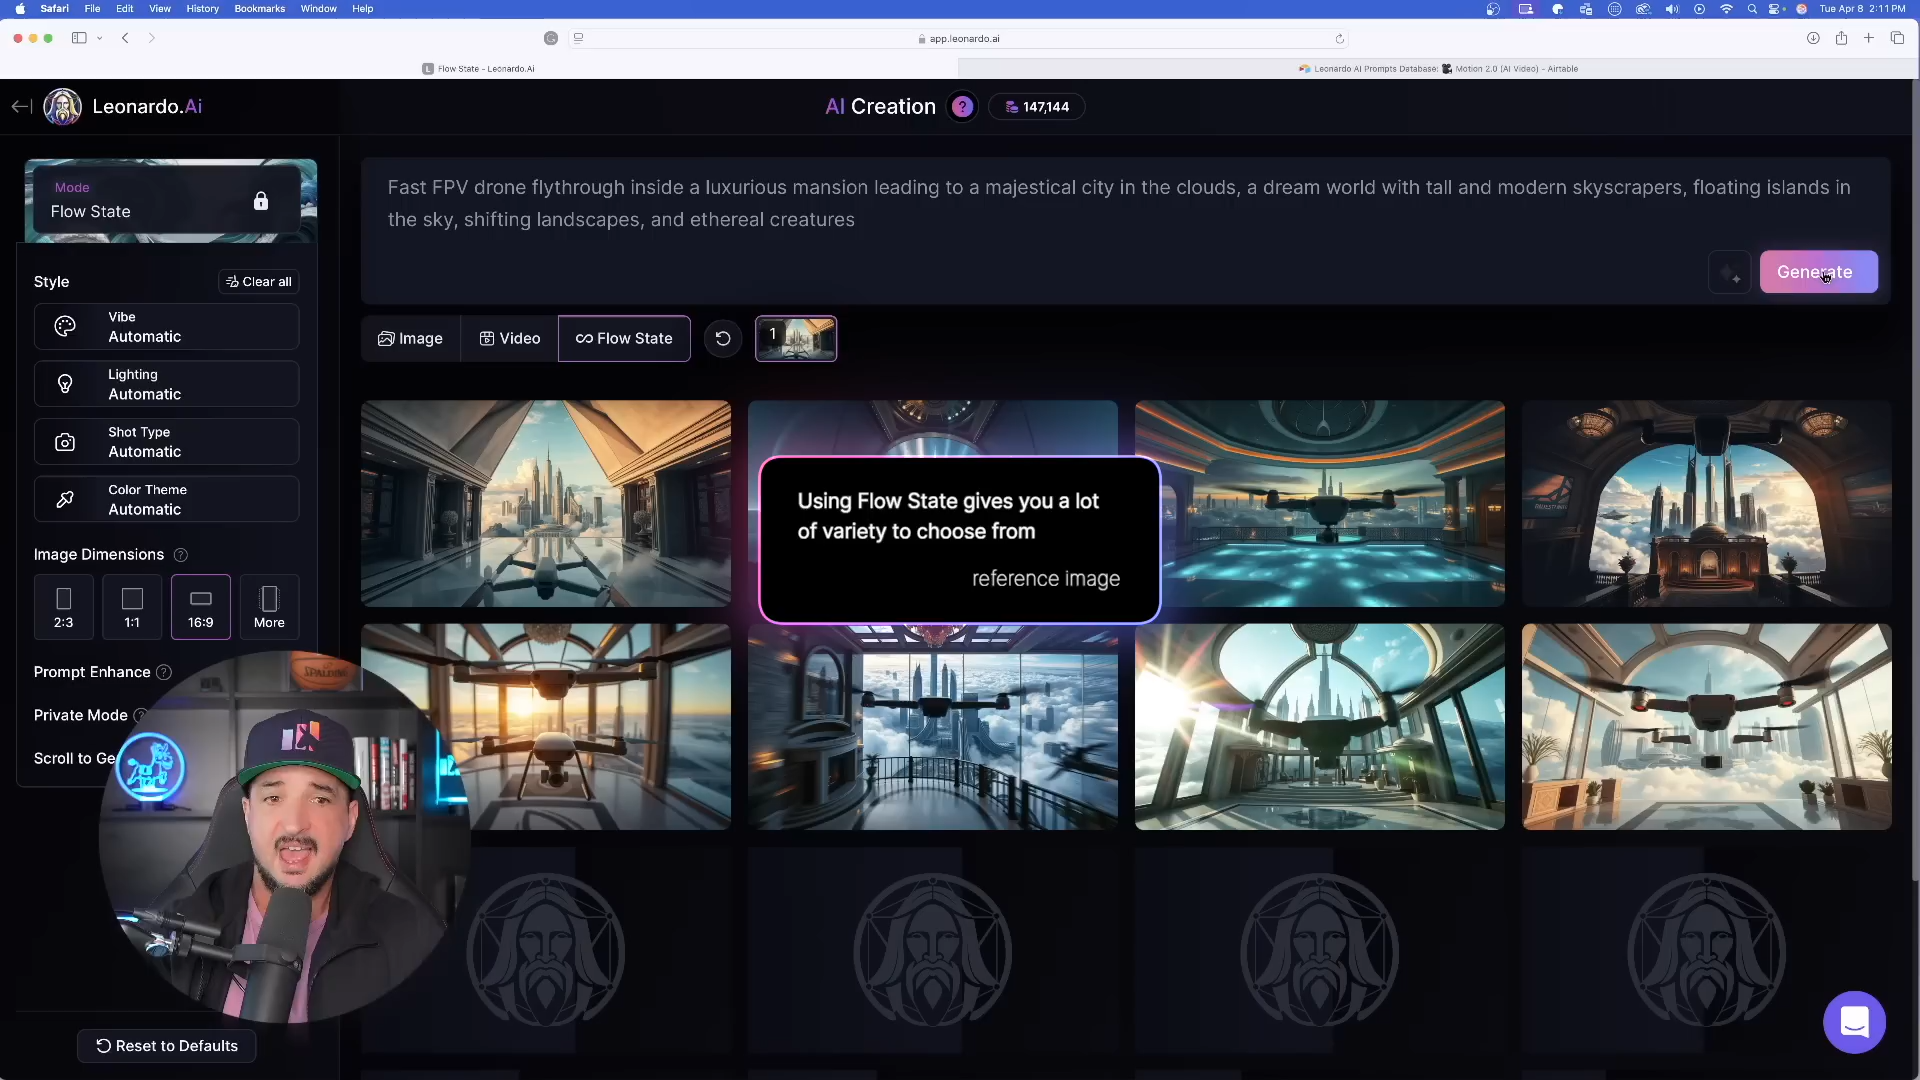 Safari File Edit View History Bookmarks Window Help
Tue Apr 8 2:11 PM
app.leonardo.ai
L Flow State - Leonardo.Ai
Leonardo AI Prompts Database: Motion 2.0 (AI Video) - Airtable
Leonardo.Ai
AI Creation ? 147,144
Mode
Flow State
Fast FPV drone flythrough inside a luxurious mansion leading to a majestical city in the clouds, a dream world with tall and modern skyscrapers, floating islands in
the sky, shifting landscapes, and ethereal creatures
Generate
Style
Clear all
Vibe
Automatic
Lighting
Automatic
Shot Type
Automatic
Color Theme
Automatic
Image Dimensions ?
2:3 1:1 16:9 More
Prompt Enhance ?
Private Mode ?
Scroll to Ge
Reset to Defaults
Image Video Flow State 1
Using Flow State gives you a lot
of variety to choose from
reference image
SPALDING